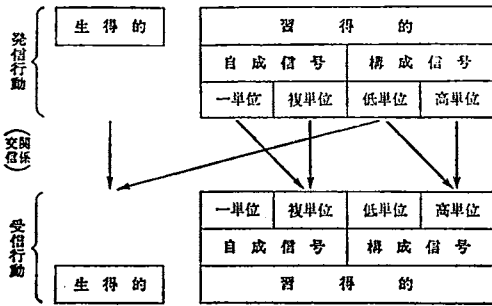 発信行動
生得的
習得的
自成信号 構成信号
一単位 複単位 低単位 高単位
(交信関係)
受信行動
一単位 複単位 低単位 高単位
自成信号 構成信号
生得的
習得的